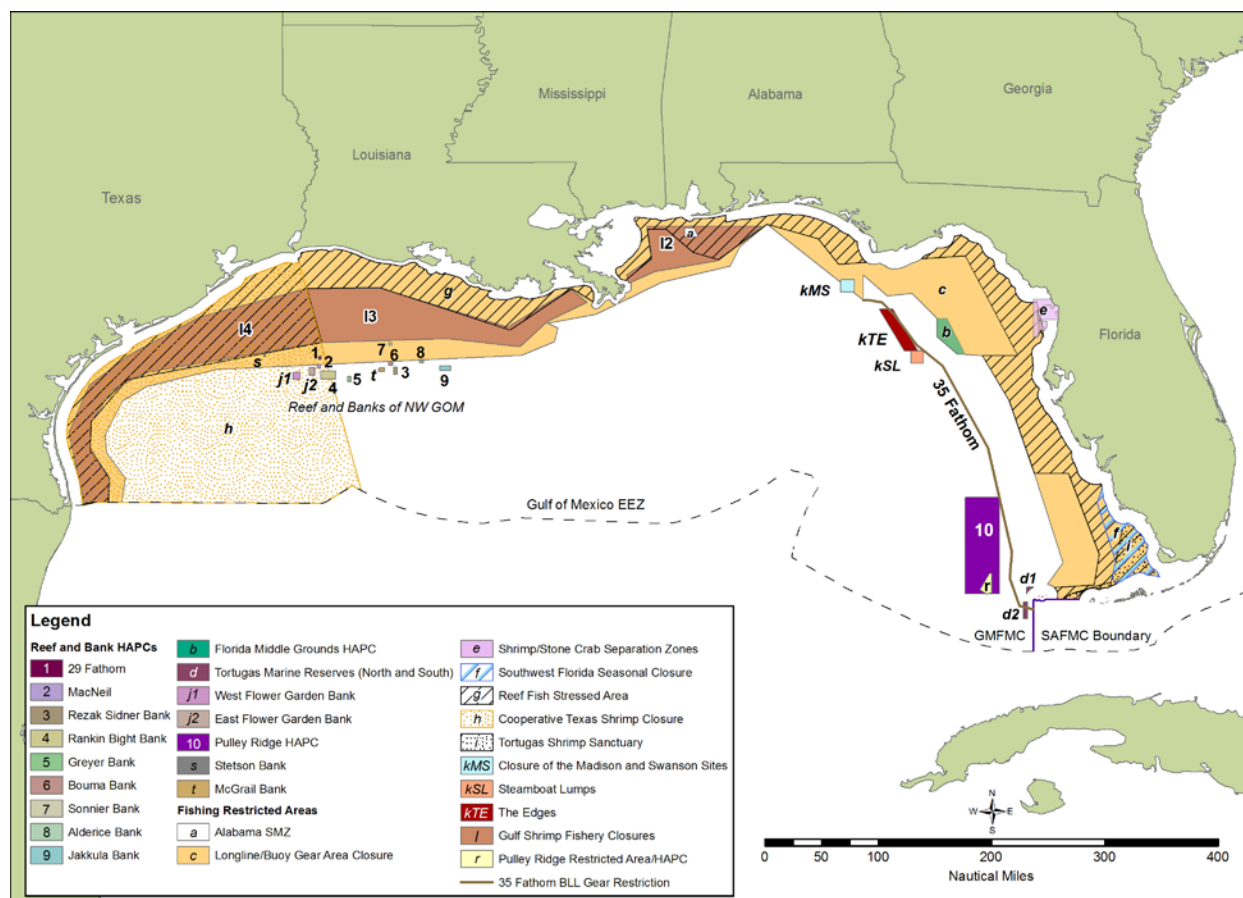 Mississippi
Alabama
Georgia
Louisiana
Texas
Florida
l2
a
g
c
e
kMS
l4
l3
b
kTE
kSL
7
1
6
8
s
2
j1
j2
4
5
t
3
9
Reef and Banks of NW GOM
35 Fathom
h
Gulf of Mexico EEZ
10
f
i
r
d1
d2
GMFMC
SAFMC Boundary
Legend
Reef and Bank HAPCs
1 29 Fathom
2 MacNeil
3 Rezak Sidner Bank
4 Rankin Bight Bank
5 Greyer Bank
6 Bouma Bank
7 Sonnier Bank
8 Alderice Bank
9 Jakkula Bank
b Florida Middle Grounds HAPC
d Tortugas Marine Reserves (North and South)
j1 West Flower Garden Bank
j2 East Flower Garden Bank
10 Pulley Ridge HAPC
s Stetson Bank
t McGrail Bank
Fishing Restricted Areas
a Alabama SMZ
c Longline/Buoy Gear Area Closure
e Shrimp/Stone Crab Separation Zones
f Southwest Florida Seasonal Closure
g Reef Fish Stressed Area
h Cooperative Texas Shrimp Closure
i Tortugas Shrimp Sanctuary
kMS Closure of the Madison and Swanson Sites
kSL Steamboat Lumps
kTE The Edges
l Gulf Shrimp Fishery Closures
r Pulley Ridge Restricted Area/HAPC
35 Fathom BLL Gear Restriction
N
W E
S
0 50 100 200 300 400
Nautical Miles